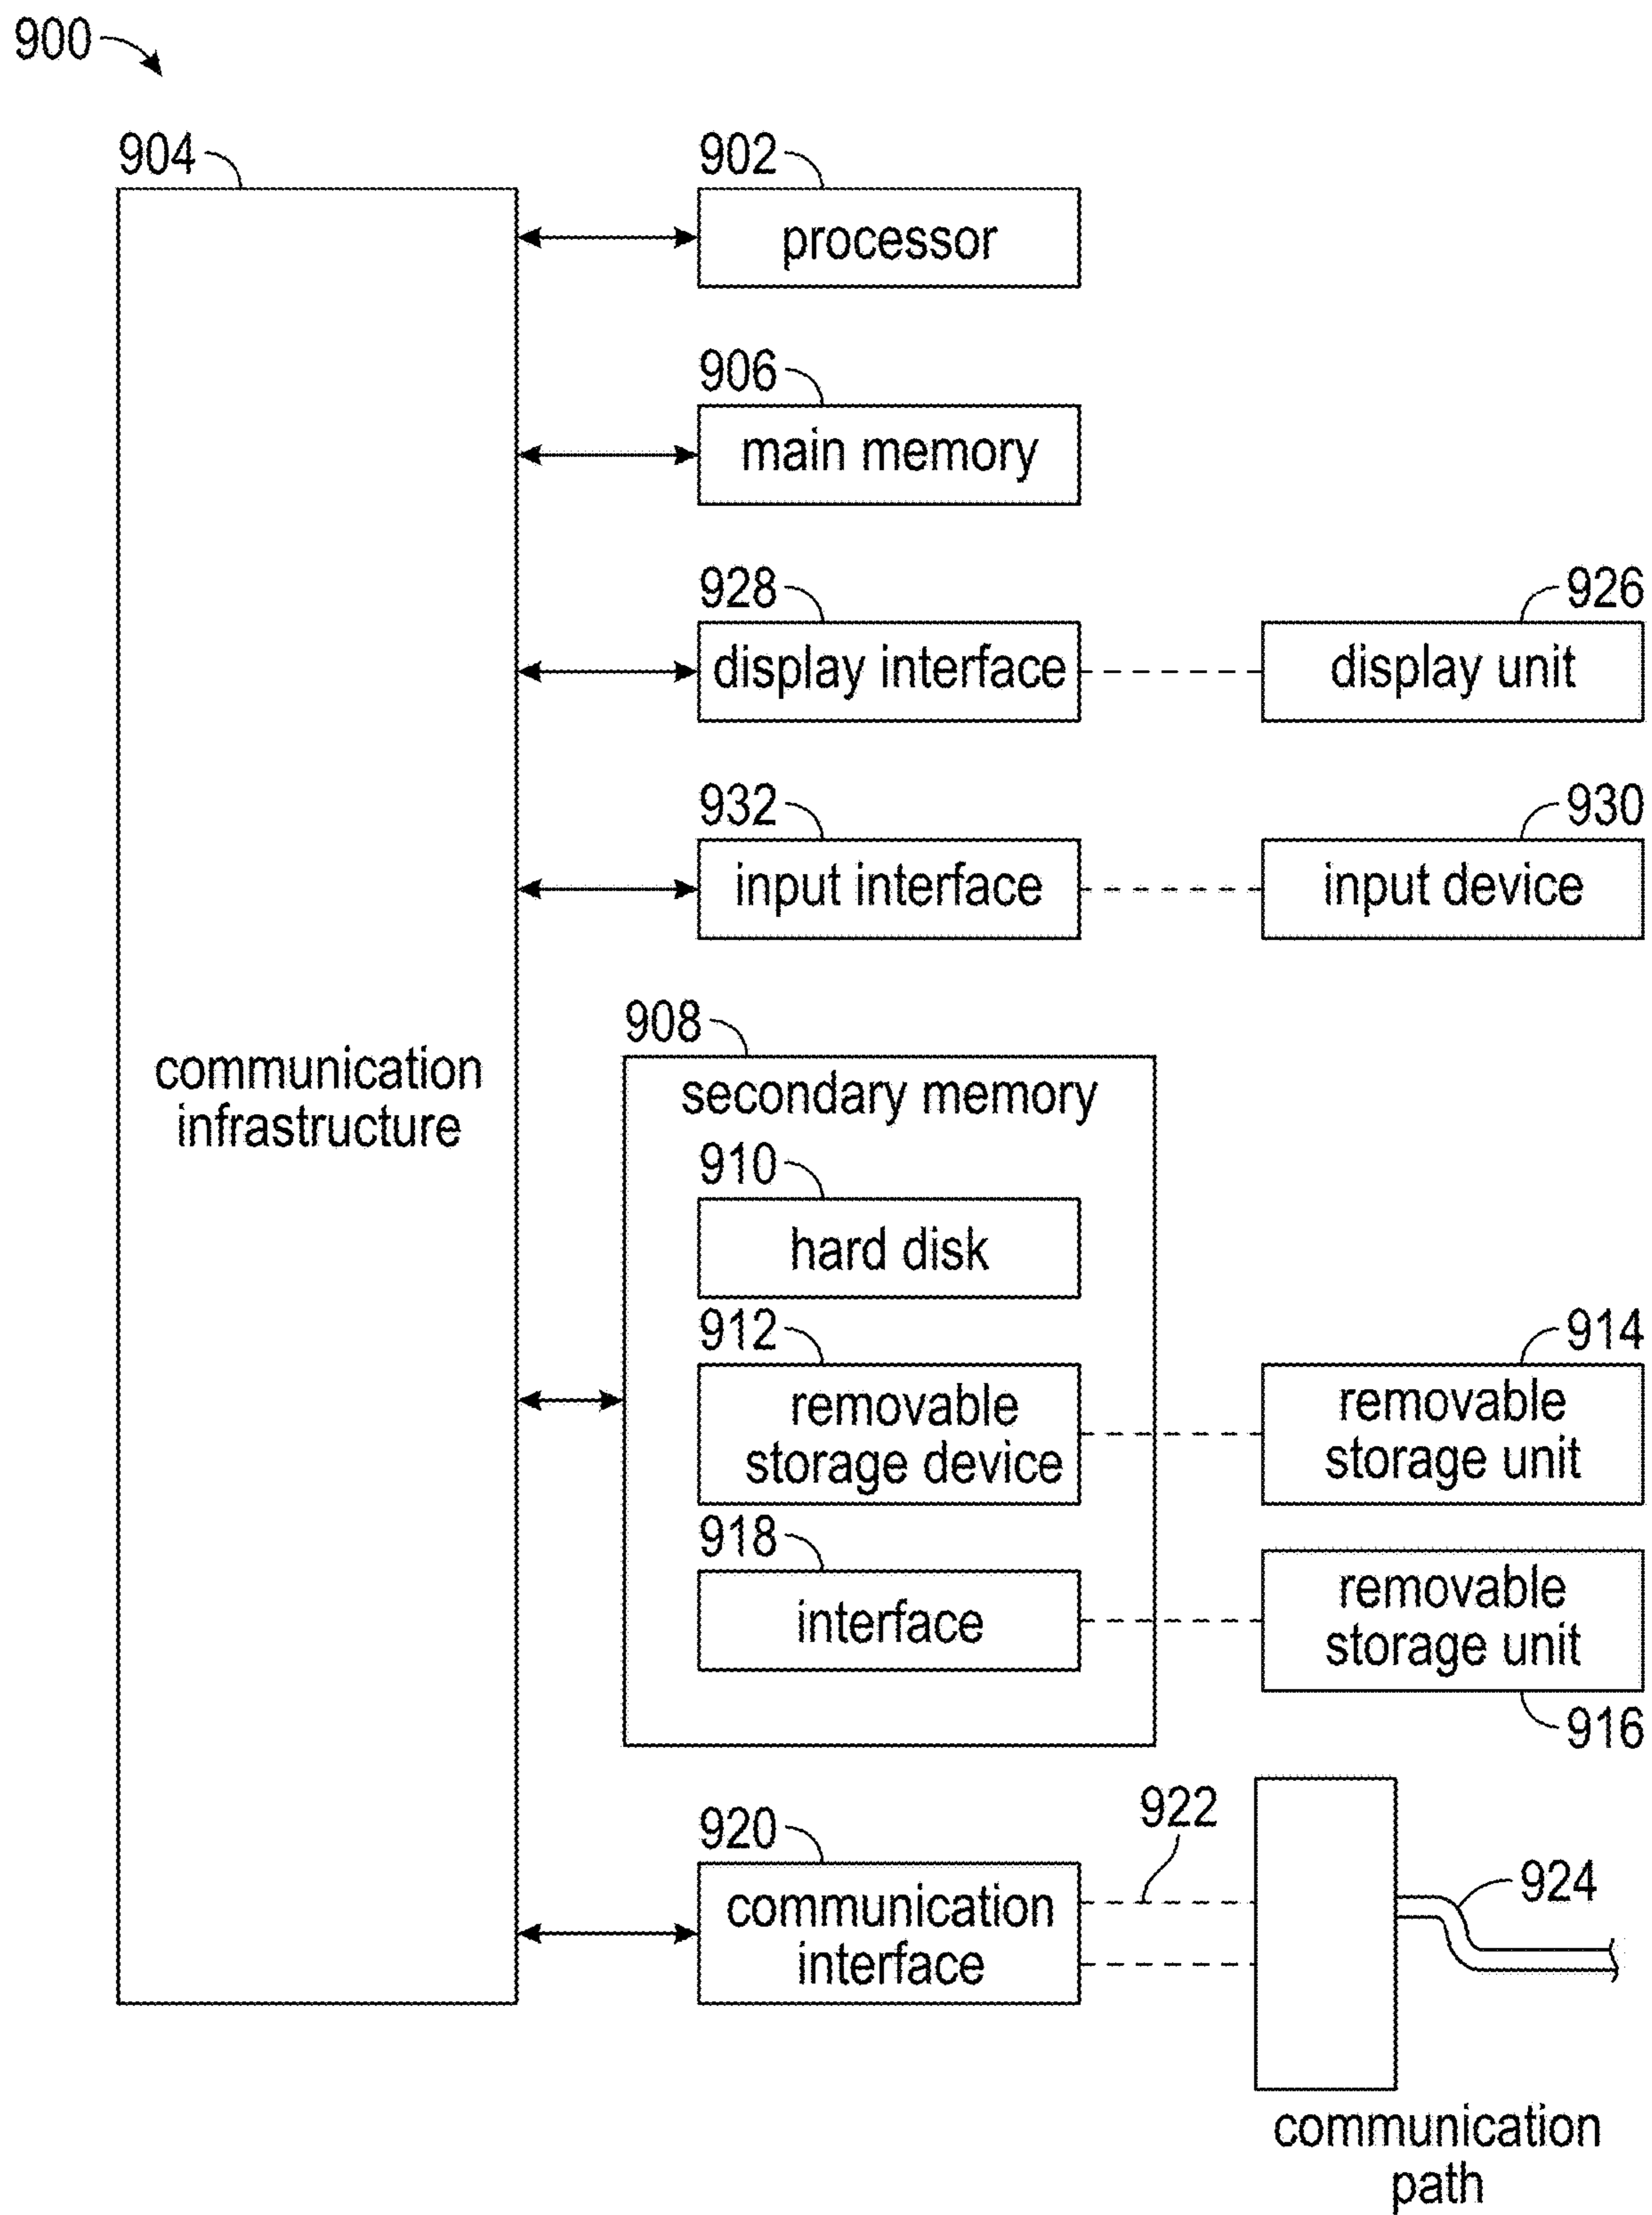 900
904
902
processor
906
main memory
928
926
display interface
display unit
932
930
input interface
input device
908
communication
infrastructure
secondary memory
910
hard disk
912
914
removable
storage device
removable
storage unit
918
interface
removable
storage unit
916
920
922
communication
interface
924
communication
path